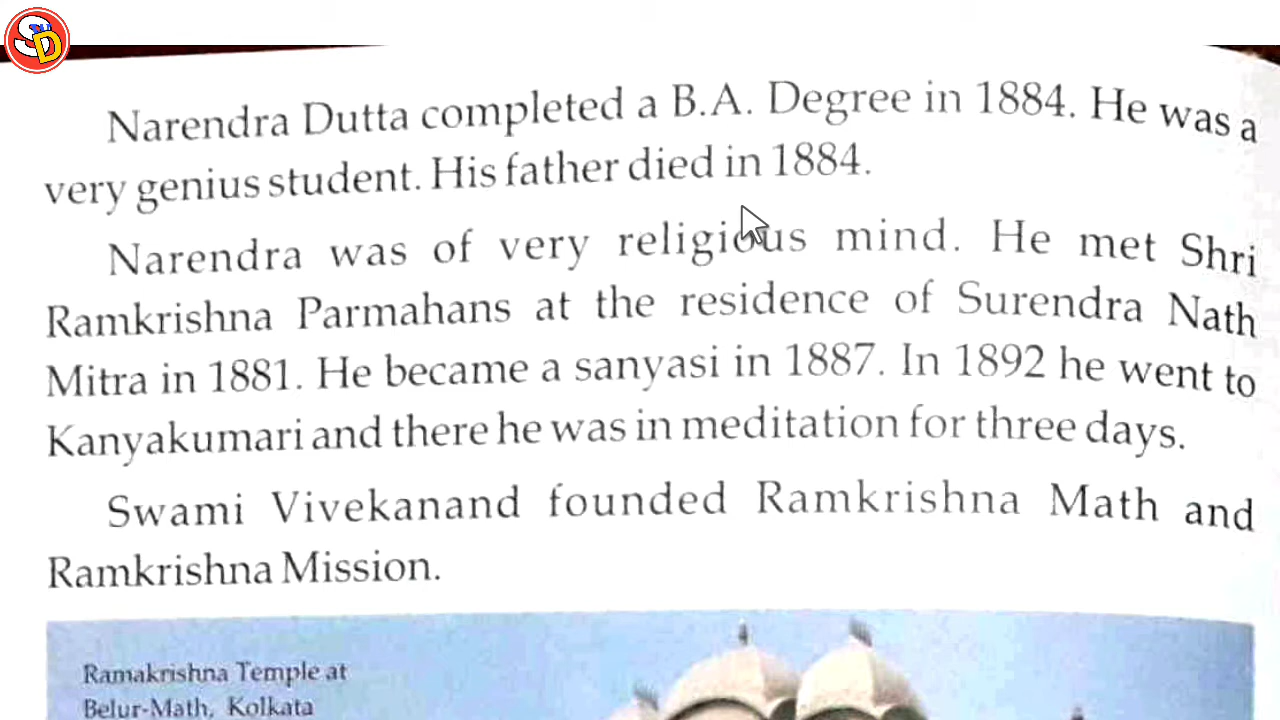 SD
Narendra Dutta completed a B.A. Degree in 1884. He was a
very genius student. His father died in 1884.
Narendra was of very religious mind. He met Shri
Ramkrishna Parmahans at the residence of Surendra Nath
Mitra in 1881. He became a sanyasi in 1887. In 1892 he went to
Kanyakumari and there he was in meditation for three days.
Swami Vivekanand founded Ramkrishna Math and
Ramkrishna Mission.
Ramakrishna Temple at
Belur-Math, Kolkata